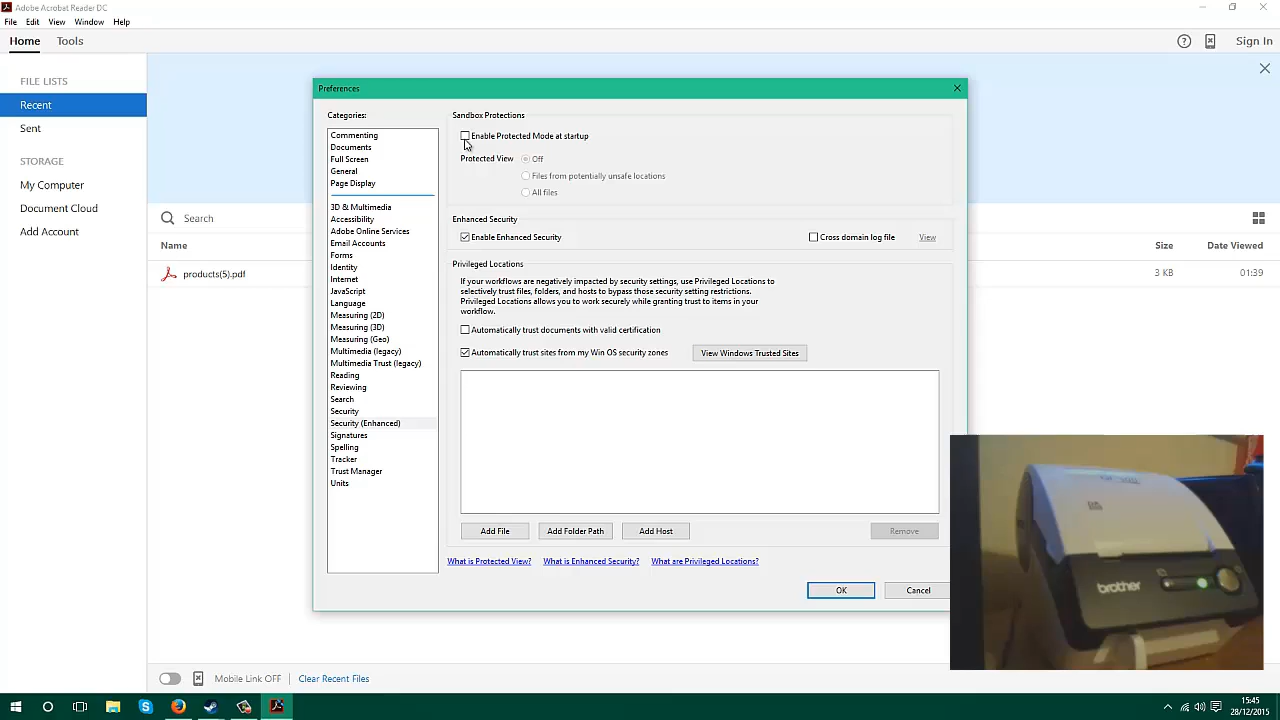 Adobe Acrobat Reader DC
File Edit View Window Help
Home Tools
Sign In
FILE LISTS
Recent
Sent
STORAGE
My Computer
Document Cloud
Add Account
Search
Name
Size
Date Viewed
products(5).pdf
3 KB
01:39
Mobile Link OFF
Clear Recent Files
Preferences
Categories:
Commenting
Documents
Full Screen
General
Page Display
3D & Multimedia
Accessibility
Adobe Online Services
Email Accounts
Forms
Identity
Internet
JavaScript
Language
Measuring (2D)
Measuring (3D)
Measuring (Geo)
Multimedia (legacy)
Multimedia Trust (legacy)
Reading
Reviewing
Search
Security
Security (Enhanced)
Signatures
Spelling
Tracker
Trust Manager
Units
Sandbox Protections
Enable Protected Mode at startup
Protected View
Off
Files from potentially unsafe locations
All files
Enhanced Security
Enable Enhanced Security
Cross domain log file
View
Privileged Locations
If your workflows are negatively impacted by security settings, use Privileged Locations to
selectively trust files, folders, and hosts to bypass those security setting restrictions.
Privileged Locations allows you to work securely while granting trust to items in your
workflow.
Automatically trust documents with valid certification
Automatically trust sites from my Win OS security zones
View Windows Trusted Sites
Add File
Add Folder Path
Add Host
Remove
What is Protected View?
What is Enhanced Security?
What are Privileged Locations?
OK
Cancel
brother
15:45
28/12/2015